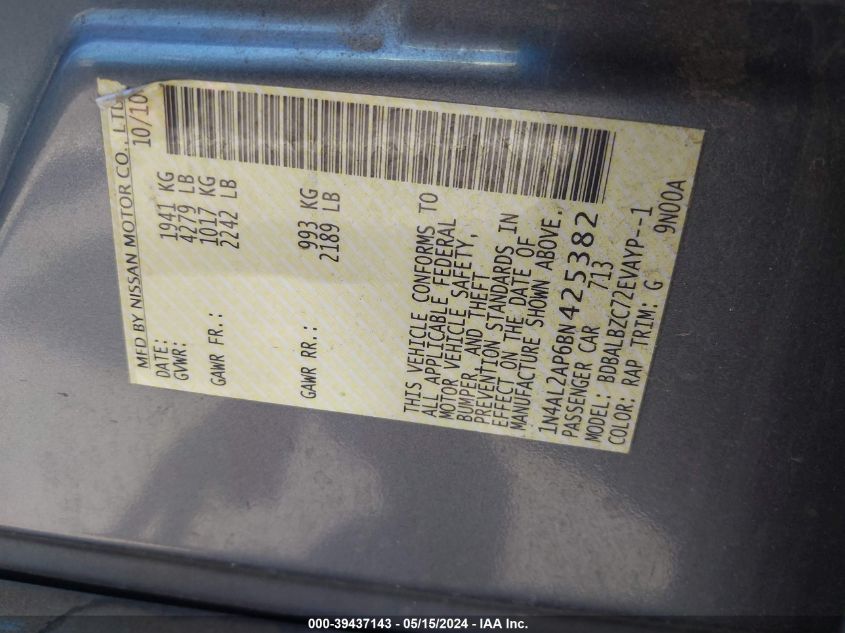 MFD BY NISSAN MOTOR CO., LTD
DATE: 10/10
GVWR: 1941 KG
4279 LB
GAWR FR.: 1017 KG
2242 LB
GAWR RR.: 993 KG
2189 LB
THIS VEHICLE CONFORMS TO
ALL APPLICABLE FEDERAL
MOTOR VEHICLE SAFETY,
BUMPER, AND THEFT
PREVENTION STANDARDS IN
EFFECT ON THE DATE OF
MANUFACTURE SHOWN ABOVE.
1N4AL2AP6BN425382
PASSENGER CAR 713
MODEL: BDBALBZC72EVAYP--1
COLOR: RAP TRIM: G 9N00A
000-39437143 - 05/15/2024 - IAA Inc.